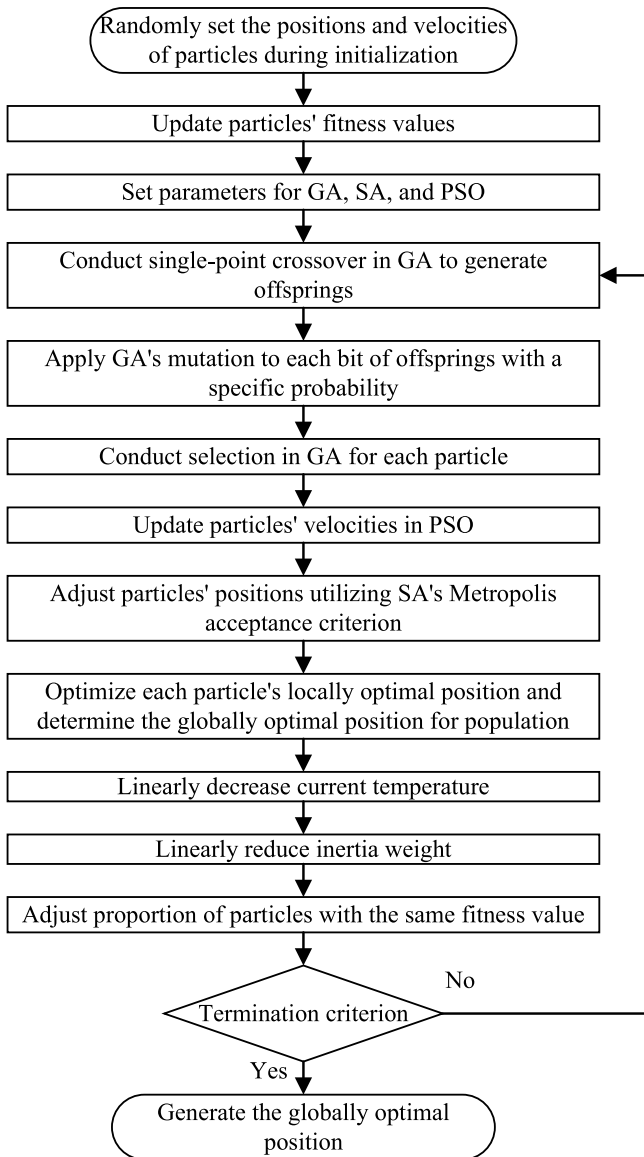 Randomly set the positions and velocities
of particles during initialization
Update particles' fitness values
Set parameters for GA, SA, and PSO
Conduct single-point crossover in GA to generate
offsprings
Apply GA's mutation to each bit of offsprings with a
specific probability
Conduct selection in GA for each particle
Update particles' velocities in PSO
Adjust particles' positions utilizing SA's Metropolis
acceptance criterion
Optimize each particle's locally optimal position and
determine the globally optimal position for population
Linearly decrease current temperature
Linearly reduce inertia weight
Adjust proportion of particles with the same fitness value
No
Termination criterion
Yes
Generate the globally optimal
position